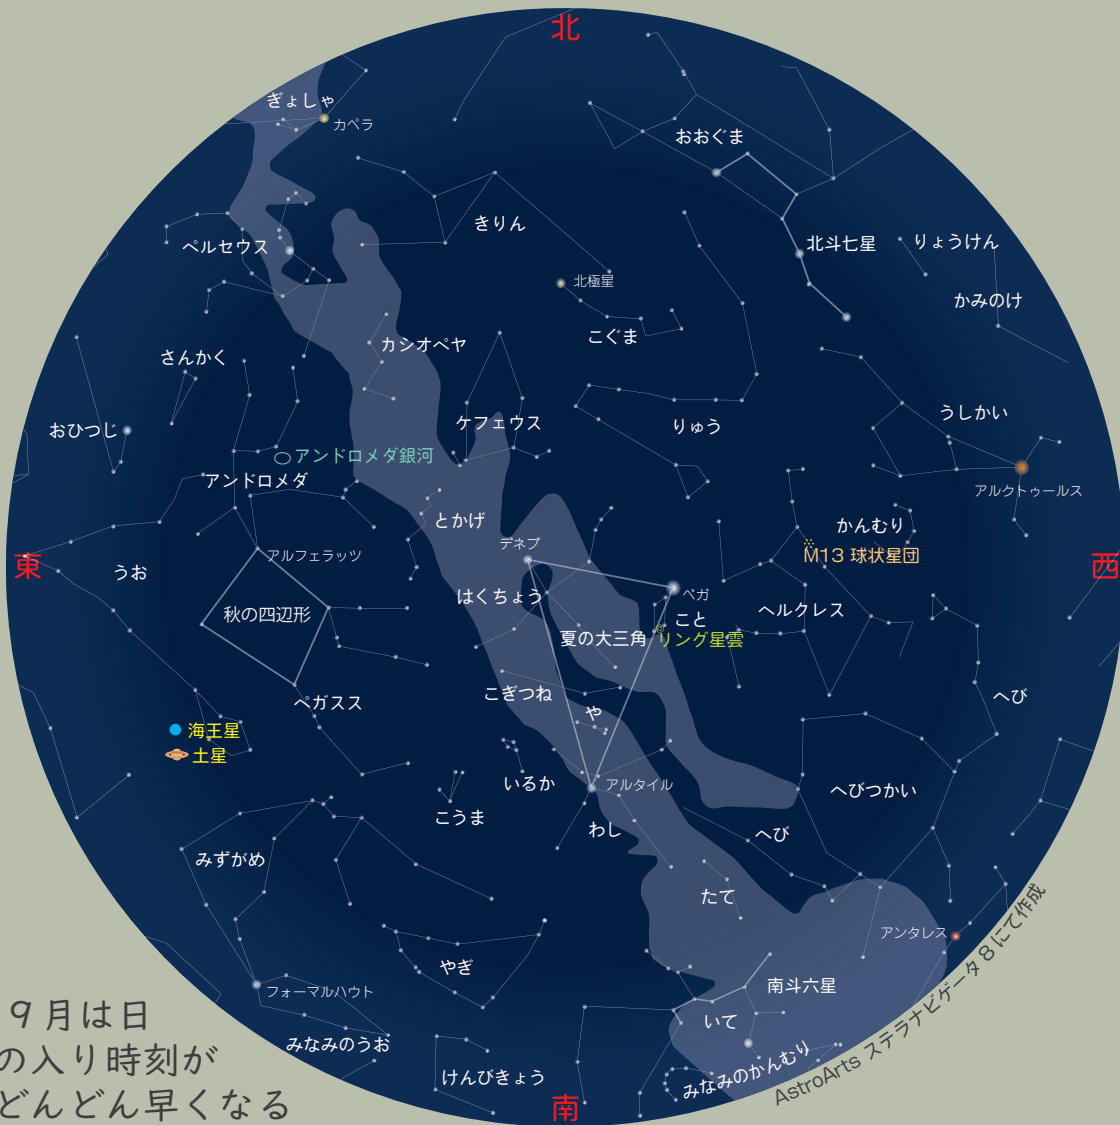 北
ぎょしゃ
カペラ
おおぐま
きりん
ペルセウス
北斗七星
りょうけん
北極星
かみのけ
こぐま
カシオペヤ
さんかく
うしかい
ケフェウス
りゅう
おひつじ
アンドロメダ銀河
アンドロメダ
アルクトゥールス
とかげ
かんむり
デネブ
M13 球状星団
アルフェラッツ
東
西
うお
はくちょう
ベガ
秋の四辺形
ヘルクレス
こと
夏の大三角
リング星雲
こぎつね
へび
ペガスス
や
海王星
土星
いるか
アルタイル
へびつかい
こうま
わし
へび
みずがめ
たて
アンタレス
やぎ
南斗六星
フォーマルハウト
いて
みなみのうお
みなみのかんむり
けんびきょう
南
AstroArts ステラナビゲータ 8 にて作成
9月は日
の入り時刻が
どんどん早くなる